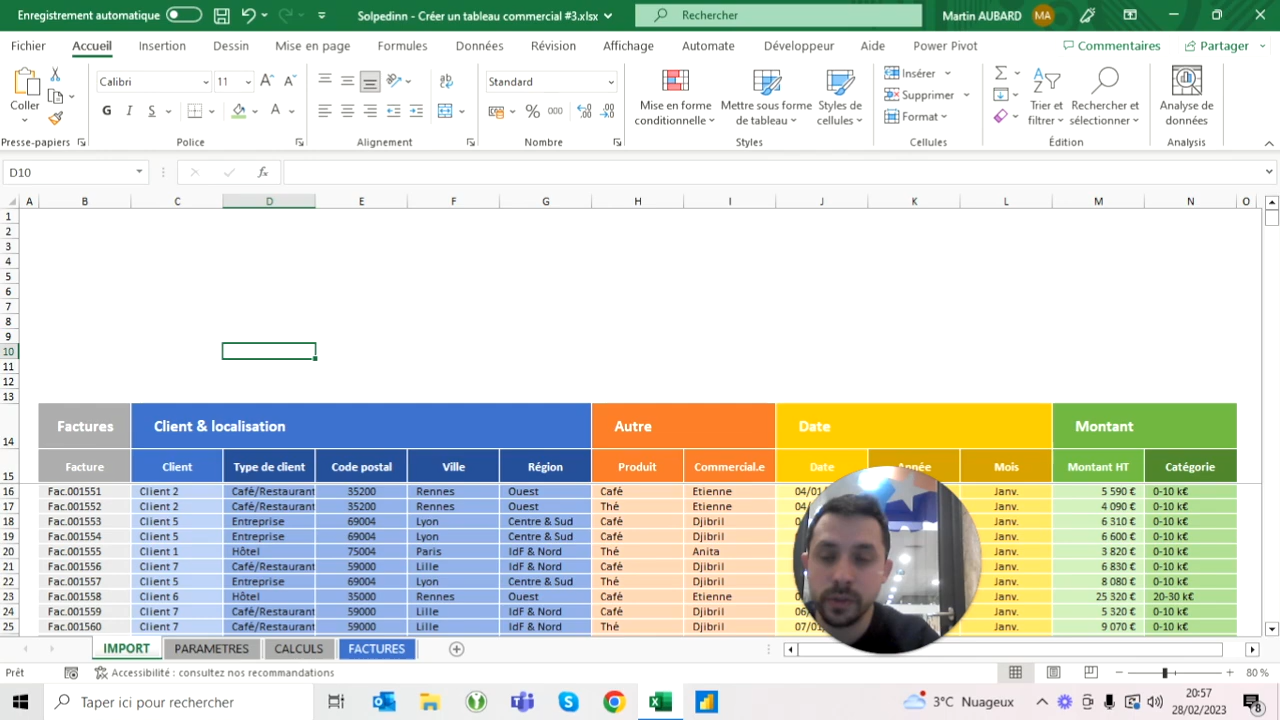 Enregistrement automatique Solpedinn - Créer un tableau commercial #3.xlsx Rechercher Martin AUBARD MA
Fichier Accueil Insertion Dessin Mise en page Formules Données Révision Affichage Automate Développeur Aide Power Pivot Commentaires Partager
Coller Calibri 11 Standard Mise en forme conditionnelle Mettre sous forme de tableau Styles de cellules Insérer Supprimer Format Trier et filtrer Rechercher et sélectionner Analyse de données
G I S A % 000
Presse-papiers Police Alignement Nombre Styles Cellules Édition Analysis
D10 fx
A B C D E F G H I J K L M N O
1
2
3
4
5
6
7
8
9
10
11
12
13
14 Factures Client & localisation Autre Date Montant
15 Facture Client Type de client Code postal Ville Région Produit Commercial.e Date Année Mois Montant HT Catégorie
16 Fac.001551 Client 2 Café/Restaurant 35200 Rennes Ouest Café Etienne 04/01 Janv. 5 590 € 0-10 k€
17 Fac.001552 Client 2 Café/Restaurant 35200 Rennes Ouest Thé Etienne Janv. 4 090 € 0-10 k€
18 Fac.001553 Client 5 Entreprise 69004 Lyon Centre & Sud Café Djibril Janv. 6 310 € 0-10 k€
19 Fac.001554 Client 5 Entreprise 69004 Lyon Centre & Sud Café Djibril Janv. 6 600 € 0-10 k€
20 Fac.001555 Client 1 Hôtel 75004 Paris IdF & Nord Thé Anita Janv. 3 820 € 0-10 k€
21 Fac.001556 Client 7 Café/Restaurant 59000 Lille IdF & Nord Café Djibril Janv. 6 830 € 0-10 k€
22 Fac.001557 Client 5 Entreprise 69004 Lyon Centre & Sud Thé Djibril Janv. 8 080 € 0-10 k€
23 Fac.001558 Client 6 Hôtel 35000 Rennes Ouest Café Etienne Janv. 25 320 € 20-30 k€
24 Fac.001559 Client 7 Café/Restaurant 59000 Lille IdF & Nord Café Djibril Janv. 5 320 € 0-10 k€
25 Fac.001560 Client 7 Café/Restaurant 59000 Lille IdF & Nord Thé Djibril 07/01 Janv. 9 070 € 0-10 k€
IMPORT PARAMETRES CALCULS FACTURES
Prêt Accessibilité : consultez nos recommandations 80 %
Taper ici pour rechercher 3°C Nuageux 20:57
28/02/2023 8